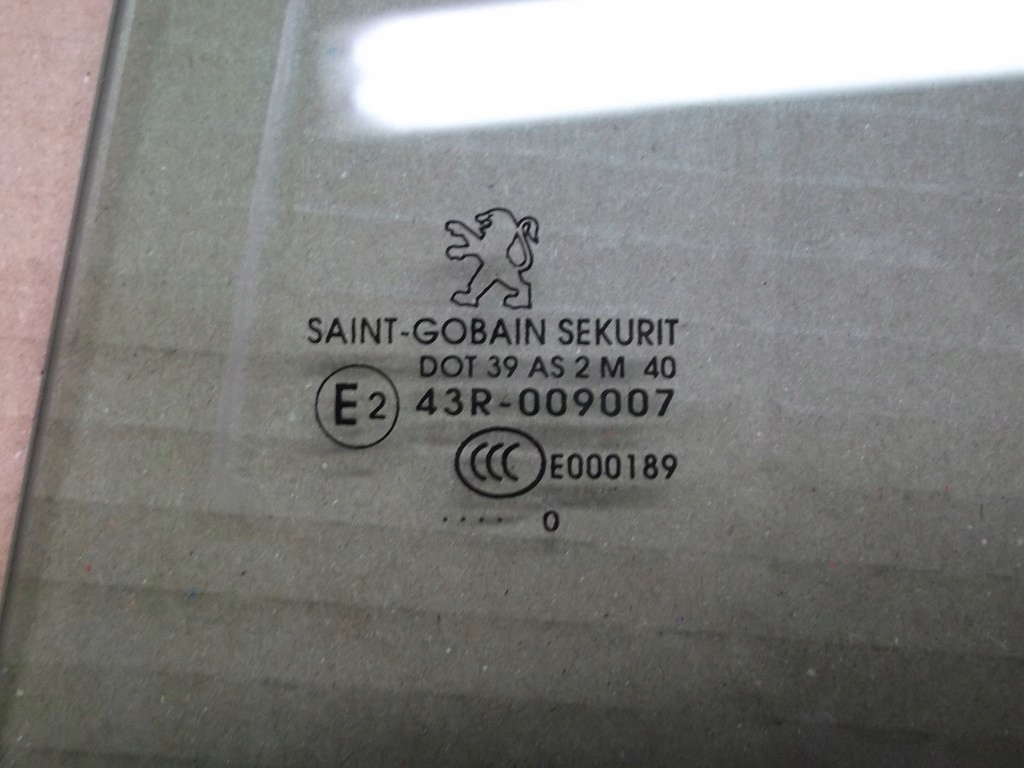 SAINT-GOBAIN SEKURIT
DOT 39 AS 2 M 40
E2 43R-009007
CCC E000189
.... 0